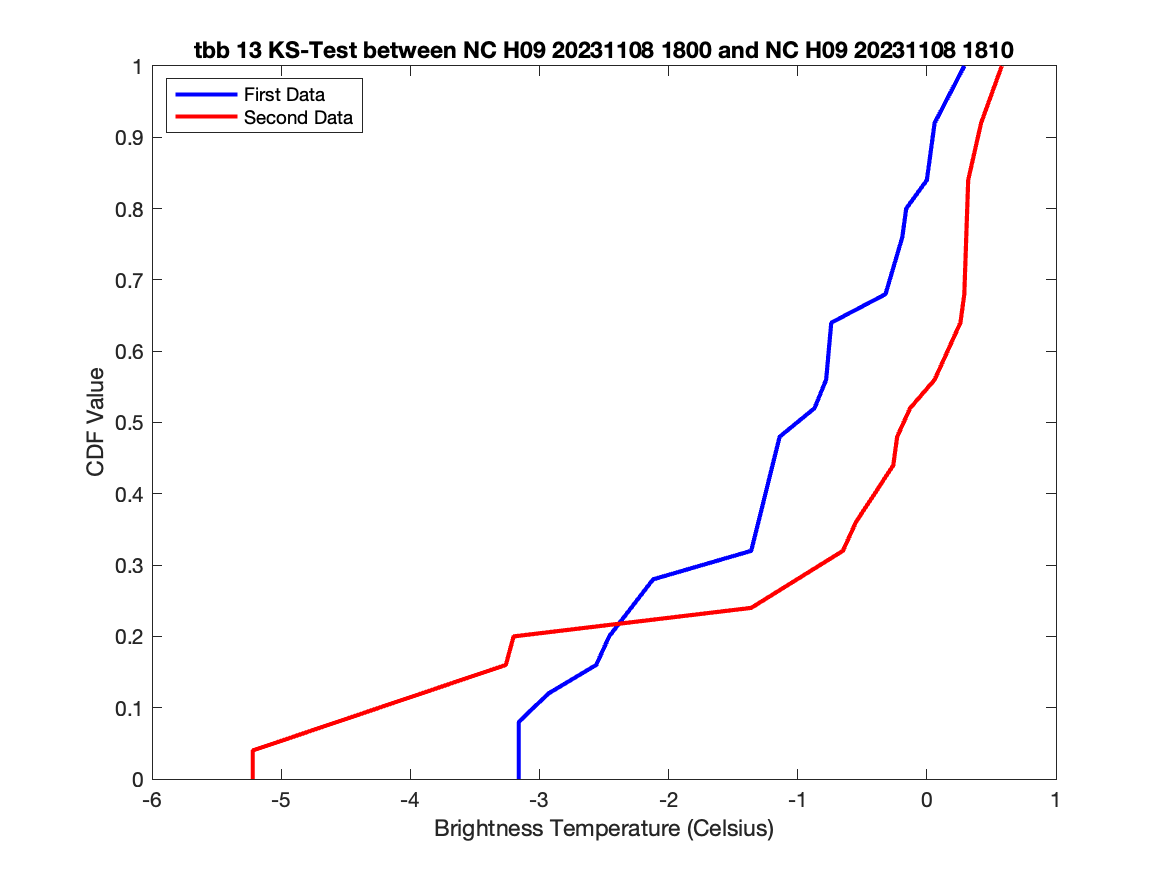 tbb 13 KS-Test between NC H09 20231108 1800 and NC H09 20231108 1810
First Data
Second Data
1
0.9
0.8
0.7
0.6
0.5
0.4
0.3
0.2
0.1
0
CDF Value
-6 -5 -4 -3 -2 -1 0 1
Brightness Temperature (Celsius)